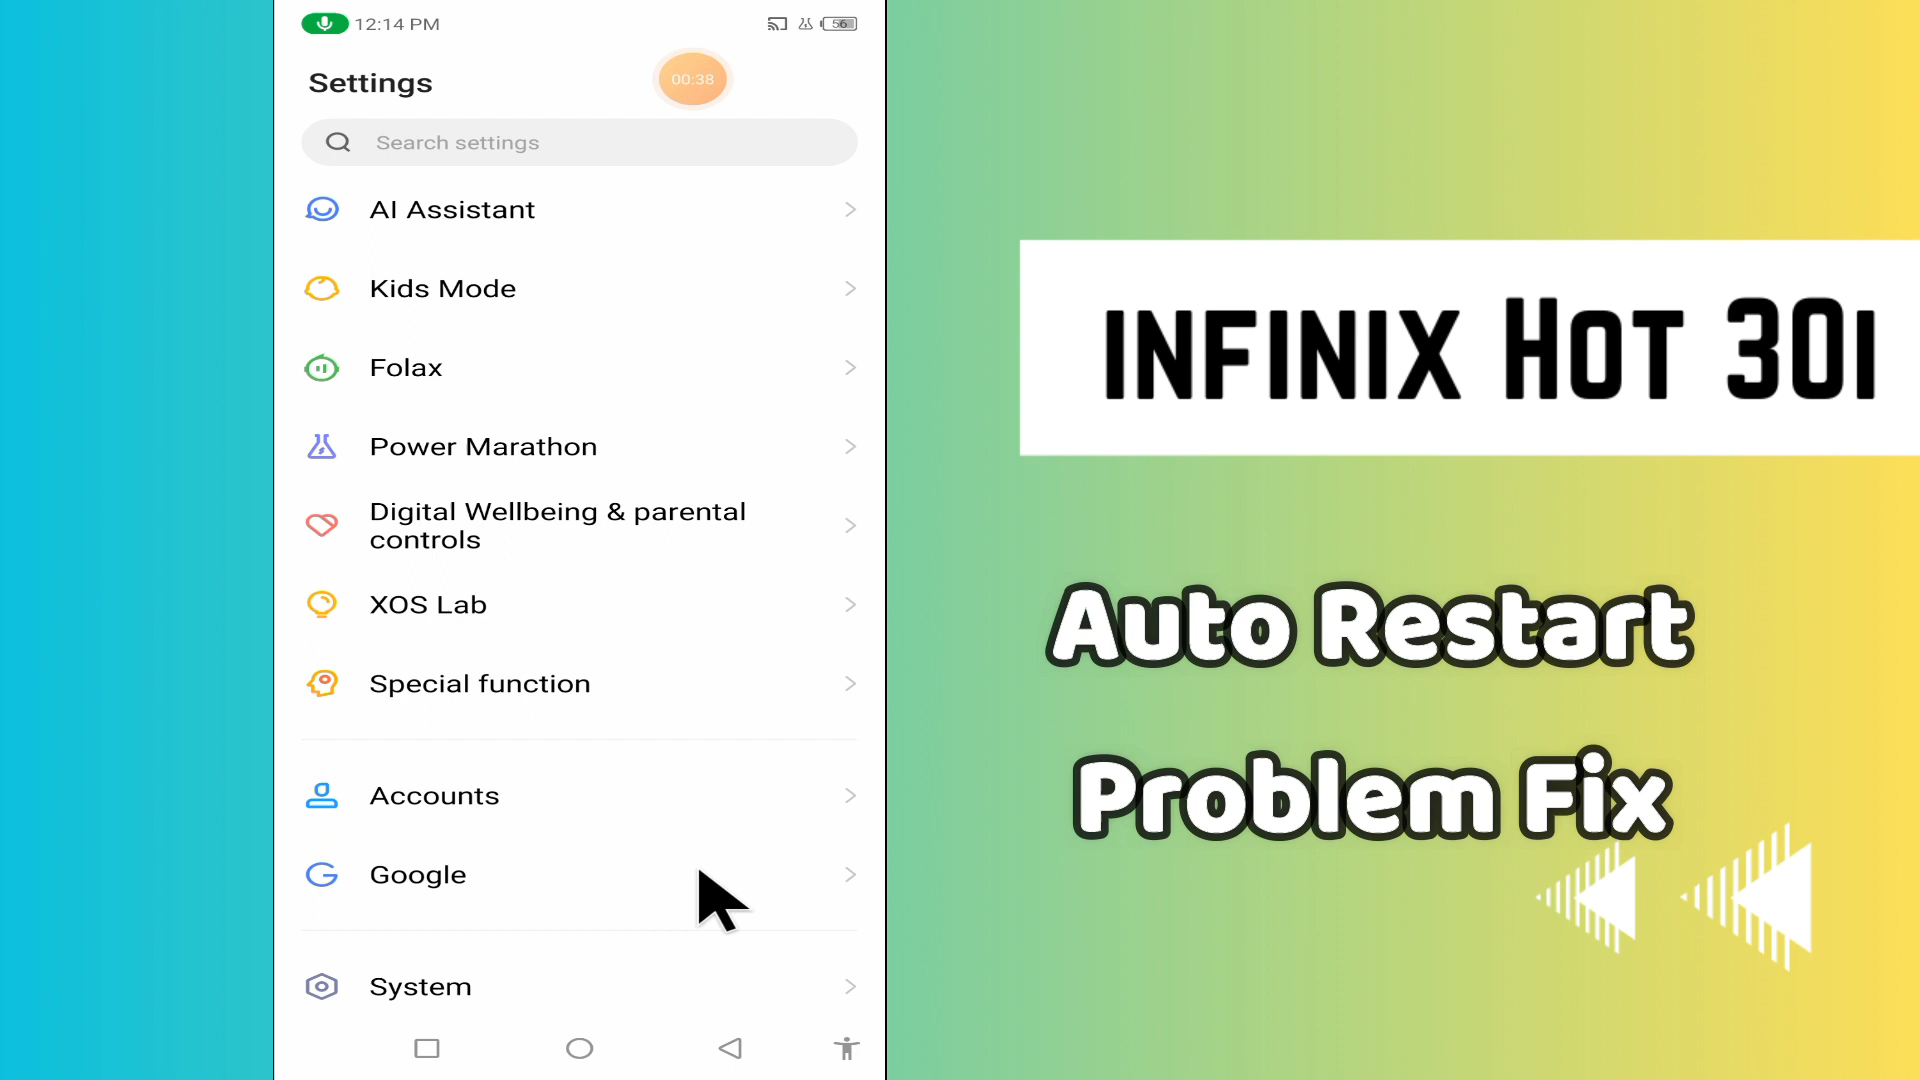 12:14 PM
56
Settings
00:38
Search settings
AI Assistant
Kids Mode
Folax
Power Marathon
Digital Wellbeing & parental
controls
XOS Lab
Special function
Accounts
Google
System
INFINIX HOT 30I
Auto Restart
Problem Fix